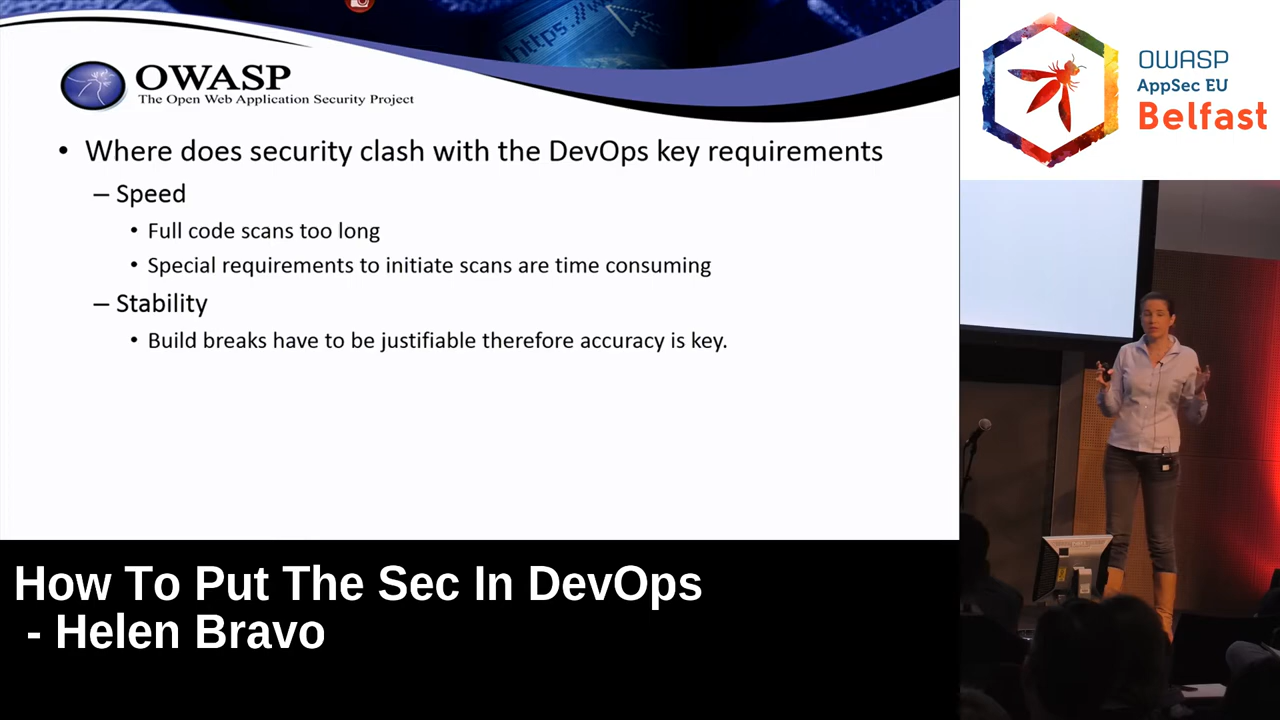 https://w
OWASP
The Open Web Application Security Project
• Where does security clash with the DevOps key requirements
– Speed
• Full code scans too long
• Special requirements to initiate scans are time consuming
– Stability
• Build breaks have to be justifiable therefore accuracy is key.
OWASP
AppSec EU
Belfast
How To Put The Sec In DevOps
- Helen Bravo